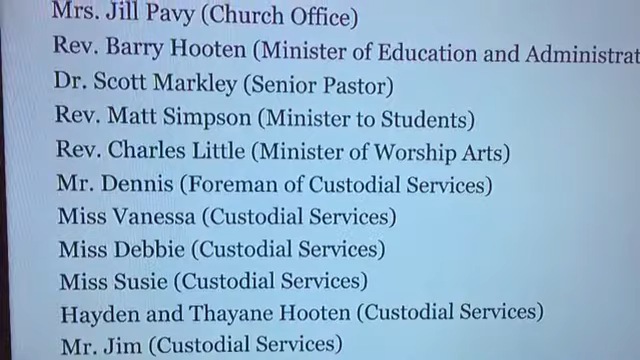 Mrs. Jill Pavy (Church Office)
Rev. Barry Hooten (Minister of Education and Administrat
Dr. Scott Markley (Senior Pastor)
Rev. Matt Simpson (Minister to Students)
Rev. Charles Little (Minister of Worship Arts)
Mr. Dennis (Foreman of Custodial Services)
Miss Vanessa (Custodial Services)
Miss Debbie (Custodial Services)
Miss Susie (Custodial Services)
Hayden and Thayane Hooten (Custodial Services)
Mr. Jim (Custodial Services)